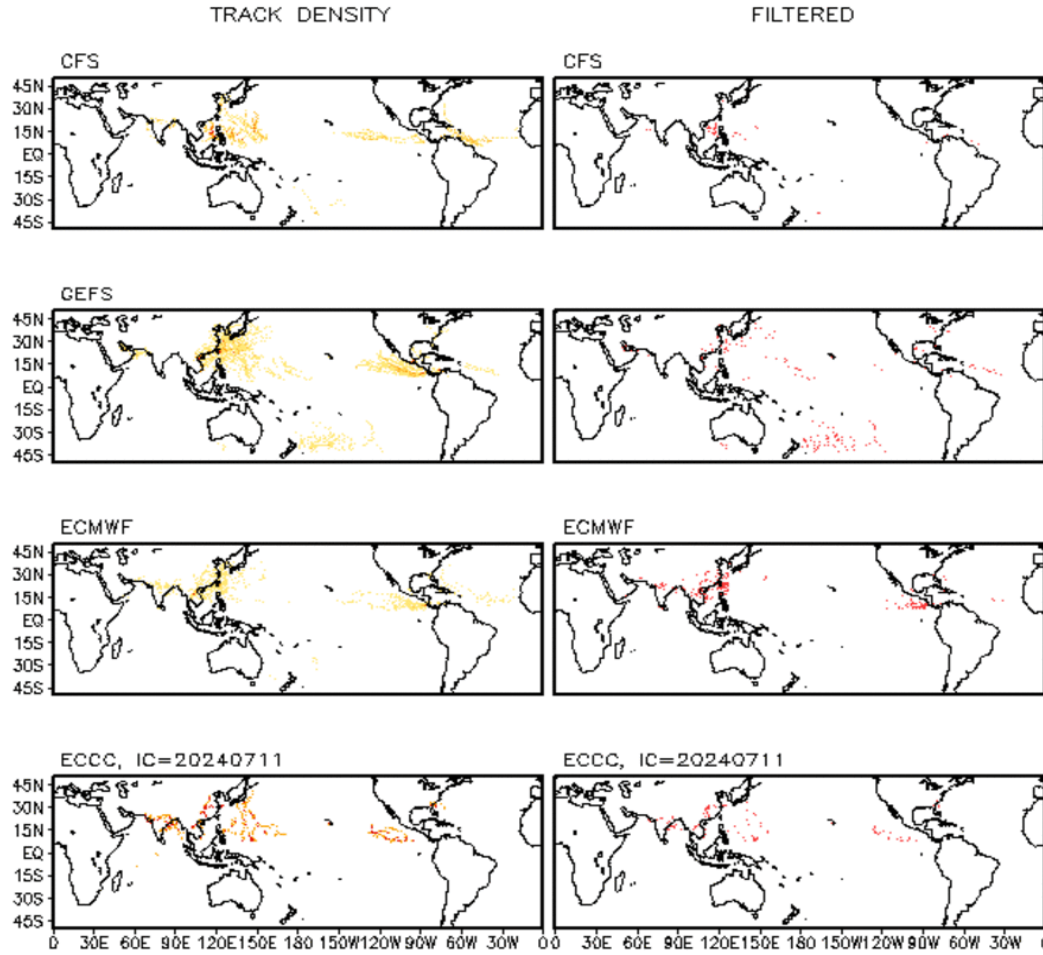 TRACK DENSITY FILTERED
CFS CFS
45N
30N
15N
EQ
15S
30S
45S
GEFS GEFS
45N
30N
15N
EQ
15S
30S
45S
ECMWF ECMWF
45N
30N
15N
EQ
15S
30S
45S
ECCC, IC=20240711 ECCC, IC=20240711
45N
30N
15N
EQ
15S
30S
45S
0 30E 60E 90E 120E 150E 180 150W 120W 90W 60W 30W 0 30E 60E 90E 120E 150E 180 150W 120W 90W 60W 30W